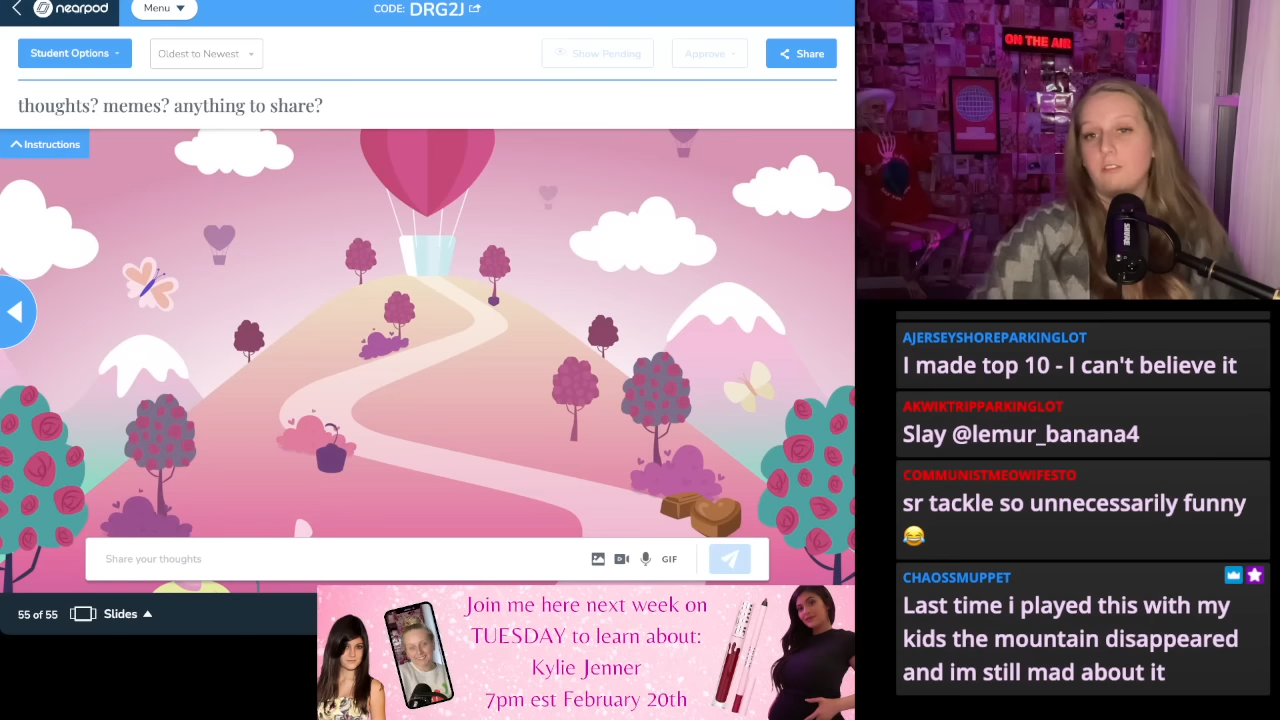 nearpod
Menu
CODE: DRG2J
Student Options
Oldest to Newest
Show Pending
Approve
Share
thoughts? memes? anything to share?
Instructions
Share your thoughts
GIF
55 of 55
Slides
Join me here next week on
TUESDAY to learn about:
Kylie Jenner
7pm est February 20th
ON THE AIR
SHURE
AJERSEYSHOREPARKINGLOT
I made top 10 - I can't believe it
AKWIKTRIPPARKINGLOT
Slay @lemur_banana4
COMMUNISTMEOWIFESTO
sr tackle so unnecessarily funny
😂
CHAOSSMUPPET
Last time i played this with my
kids the mountain disappeared
and im still mad about it